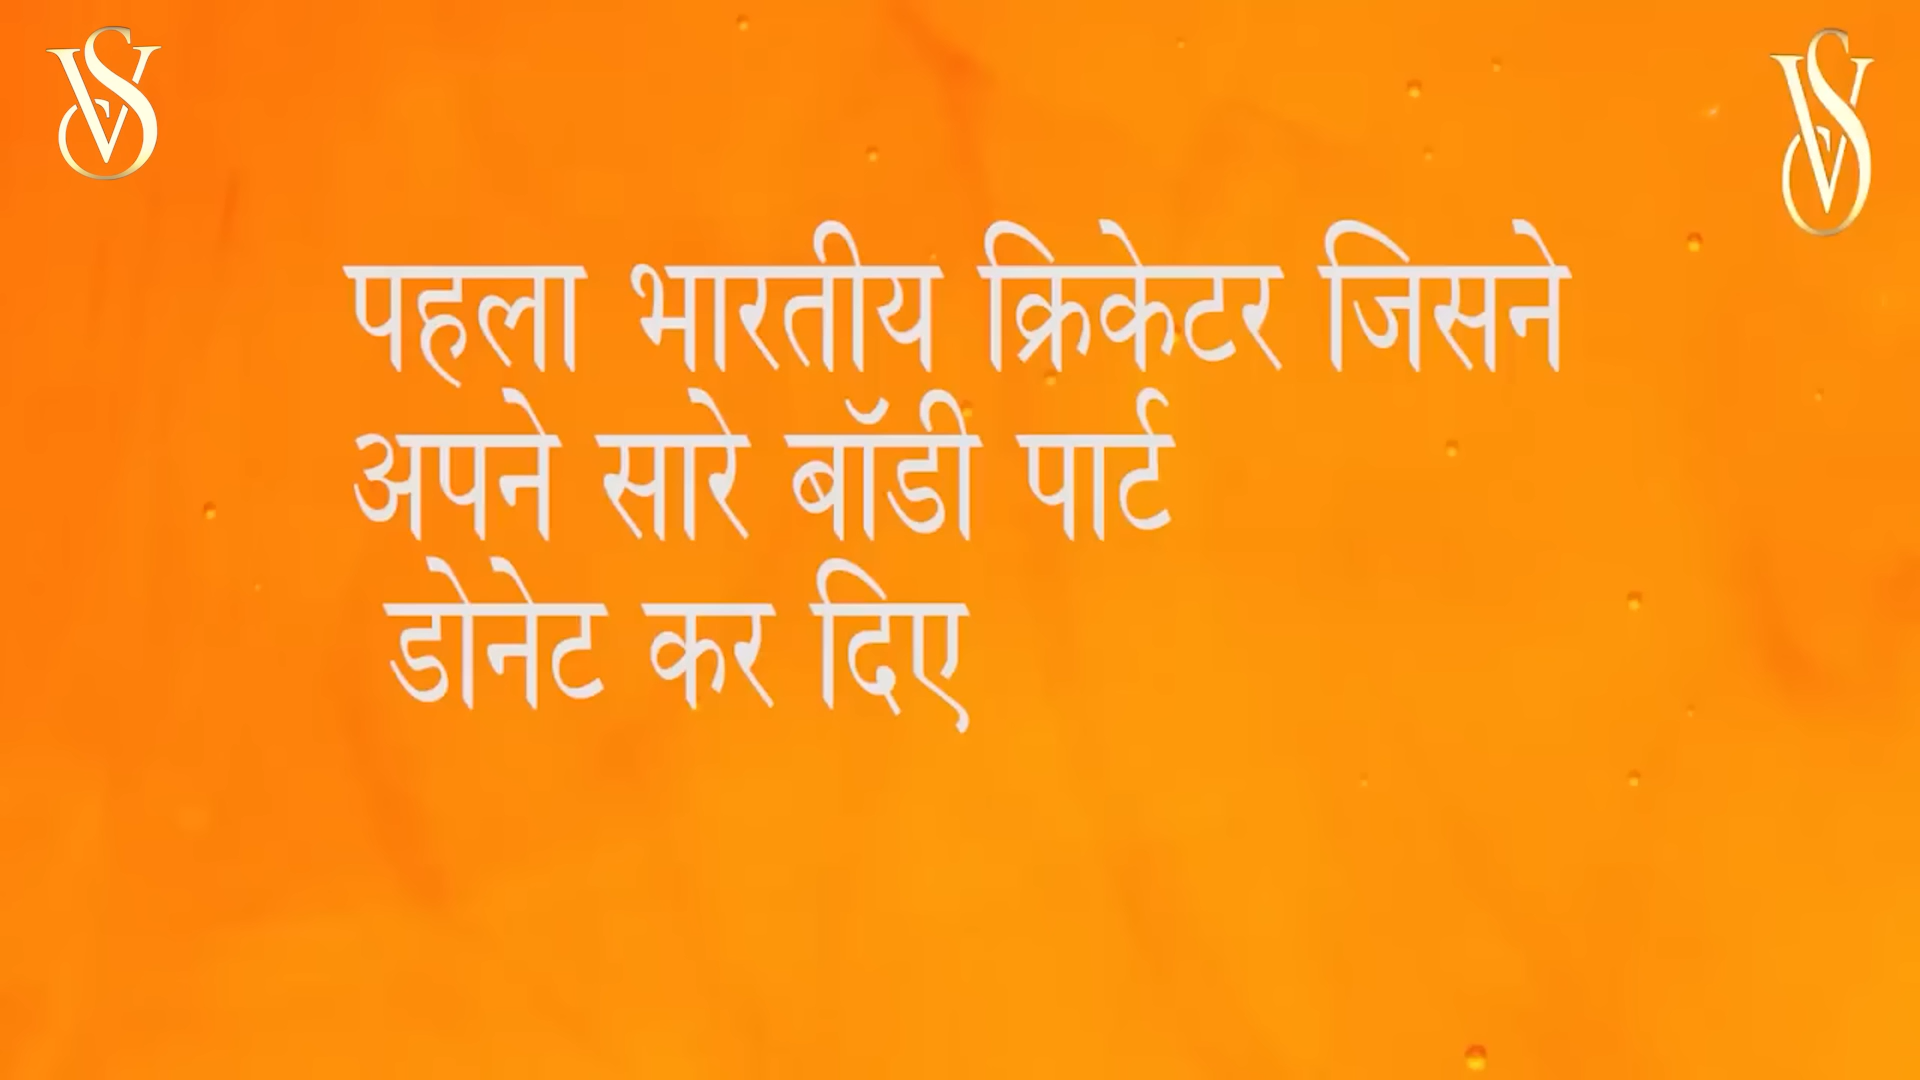 पहला भारतीय क्रिकेटर जिसने
अपने सारे बॉडी पार्ट
डोनेट कर दिए